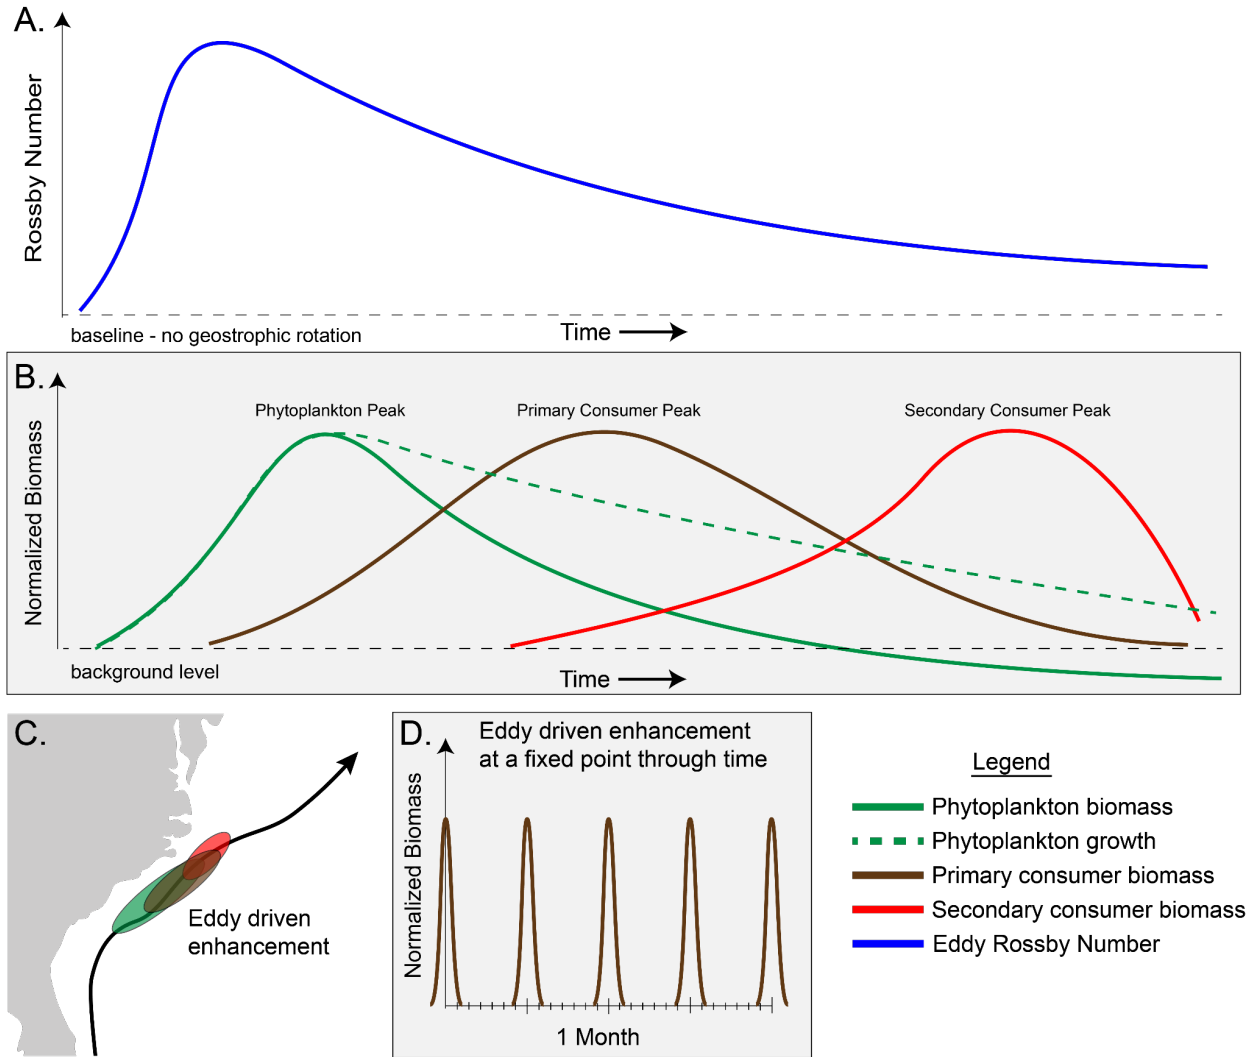 A.
Rossby Number
baseline - no geostrophic rotation
Time
B.
Phytoplankton Peak
Primary Consumer Peak
Secondary Consumer Peak
Normalized Biomass
background level
Time
C.
Eddy driven
enhancement
D.
Eddy driven enhancement
at a fixed point through time
Normalized Biomass
1 Month
Legend
Phytoplankton biomass
Phytoplankton growth
Primary consumer biomass
Secondary consumer biomass
Eddy Rossby Number